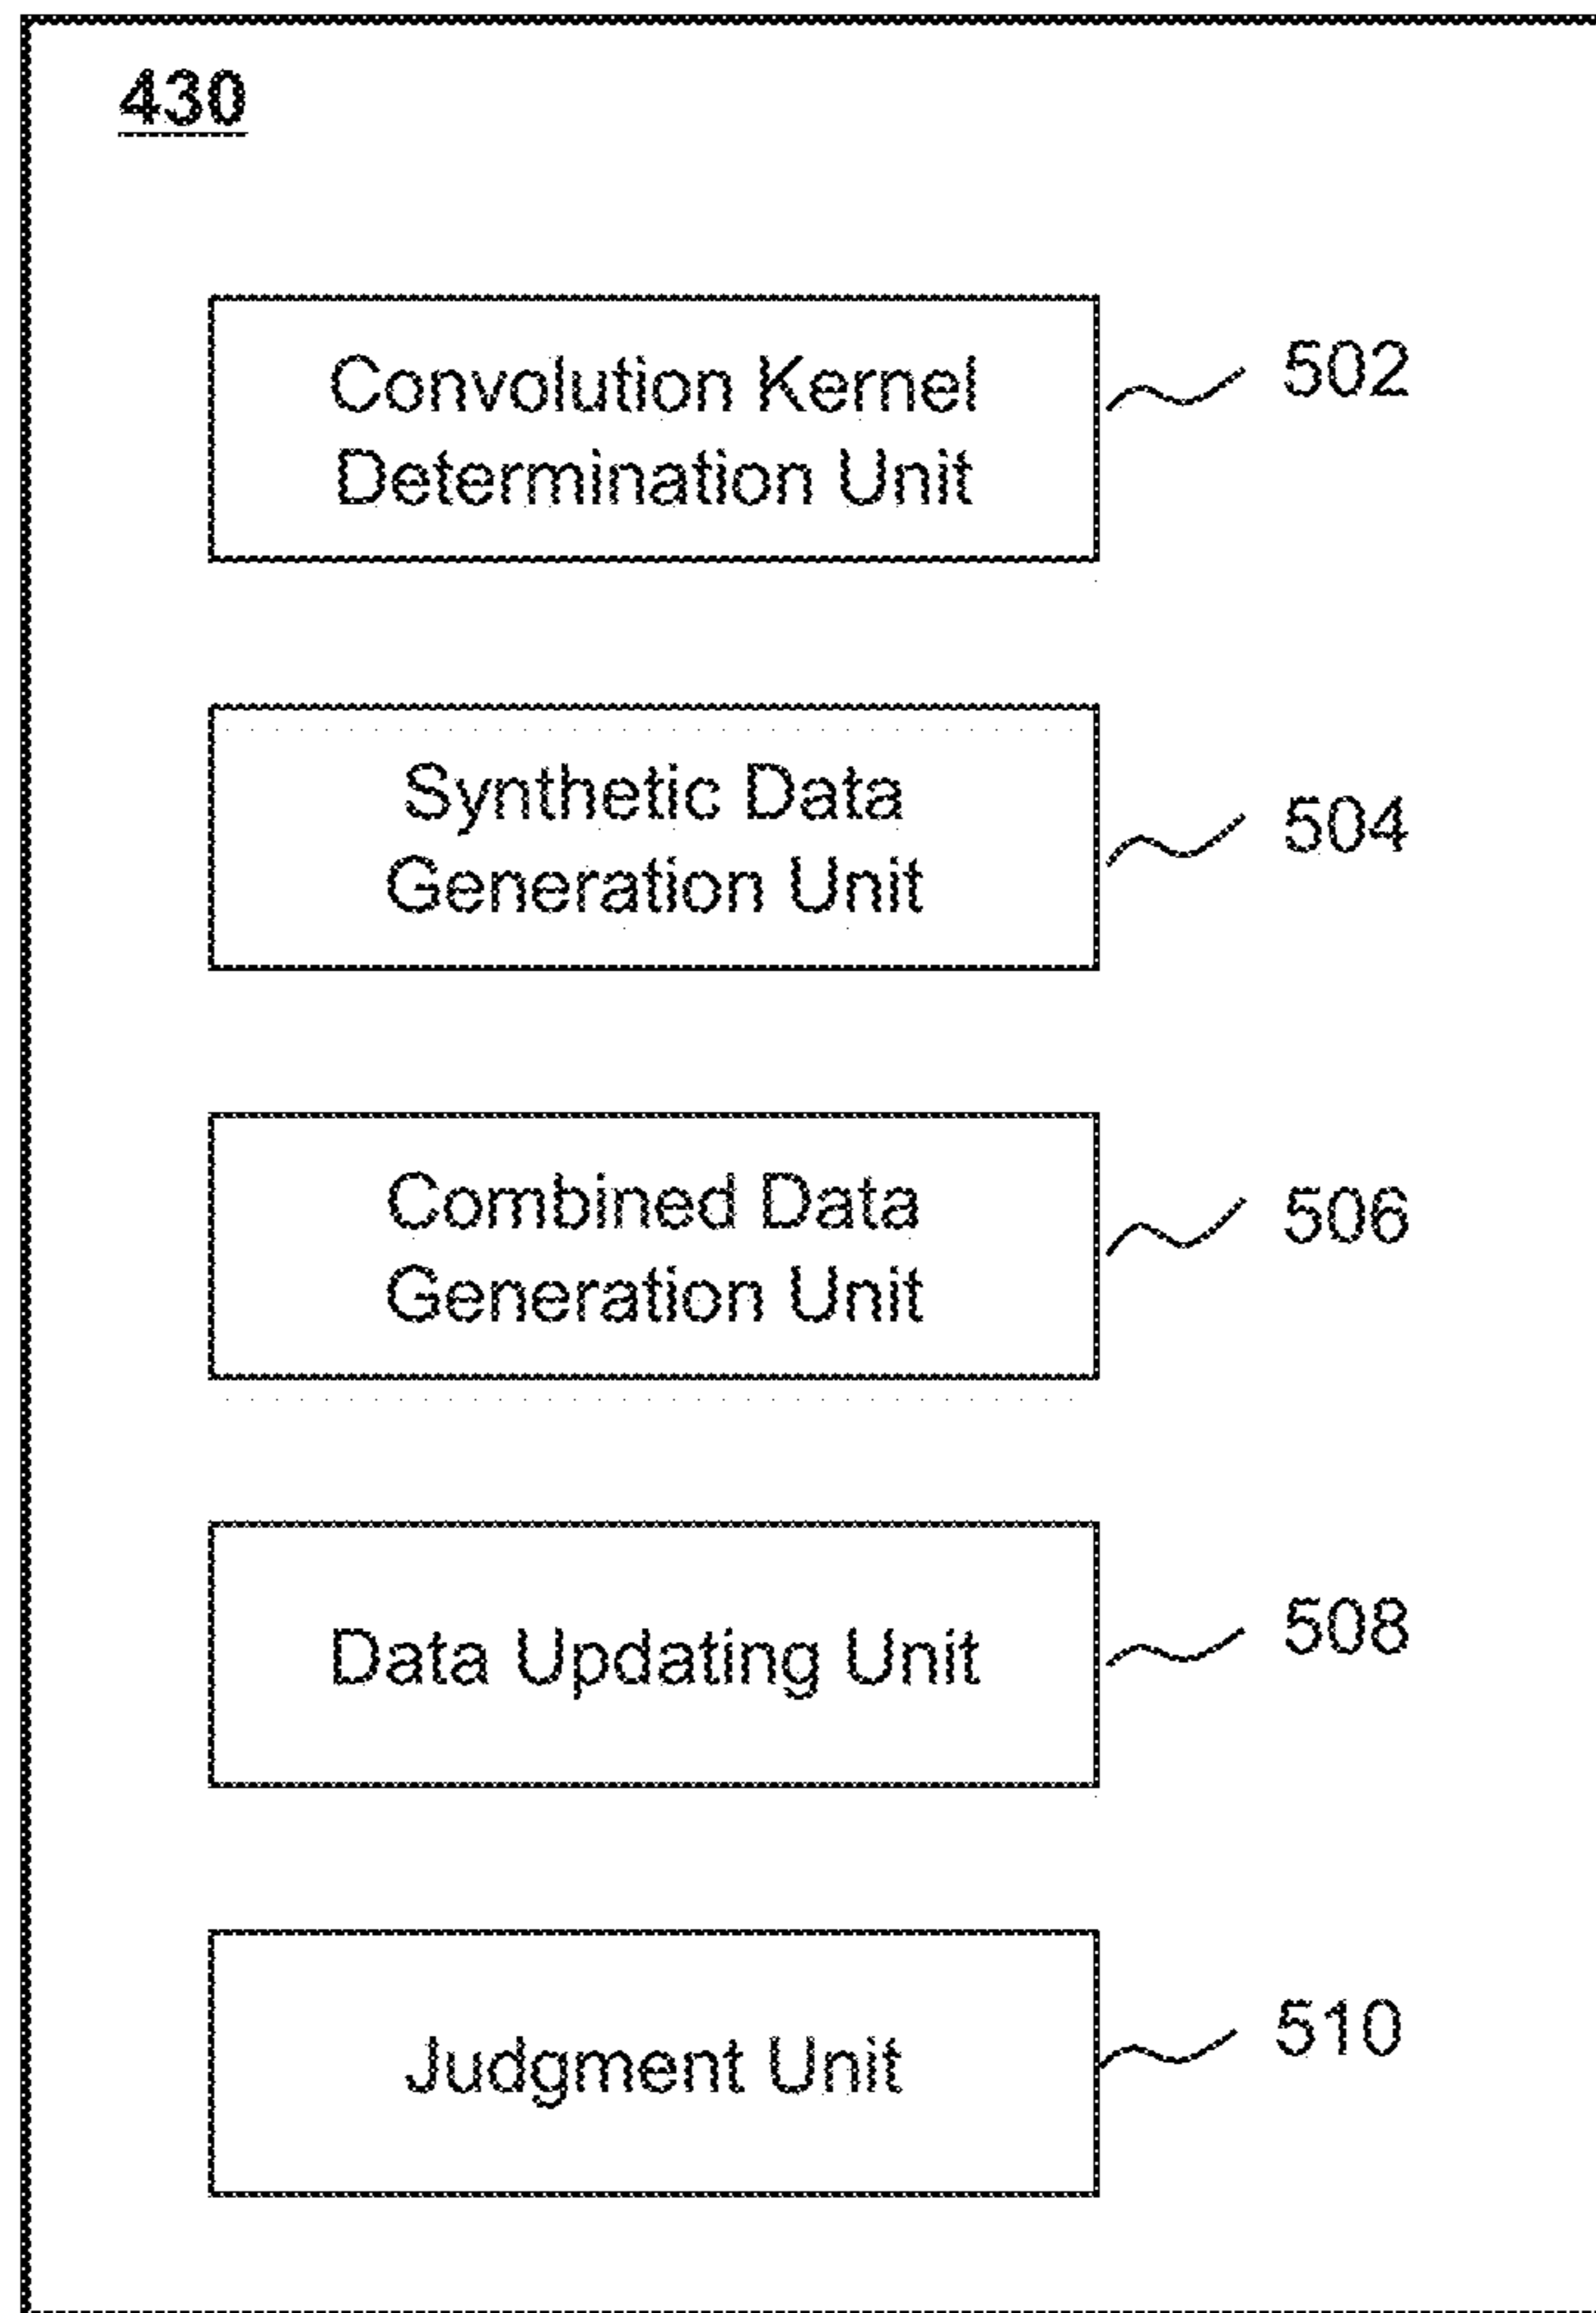 430
Convolution Kernel
Determination Unit
502
Synthetic Data
Generation Unit
504
Combined Data
Generation Unit
506
Data Updating Unit
508
Judgment Unit
510